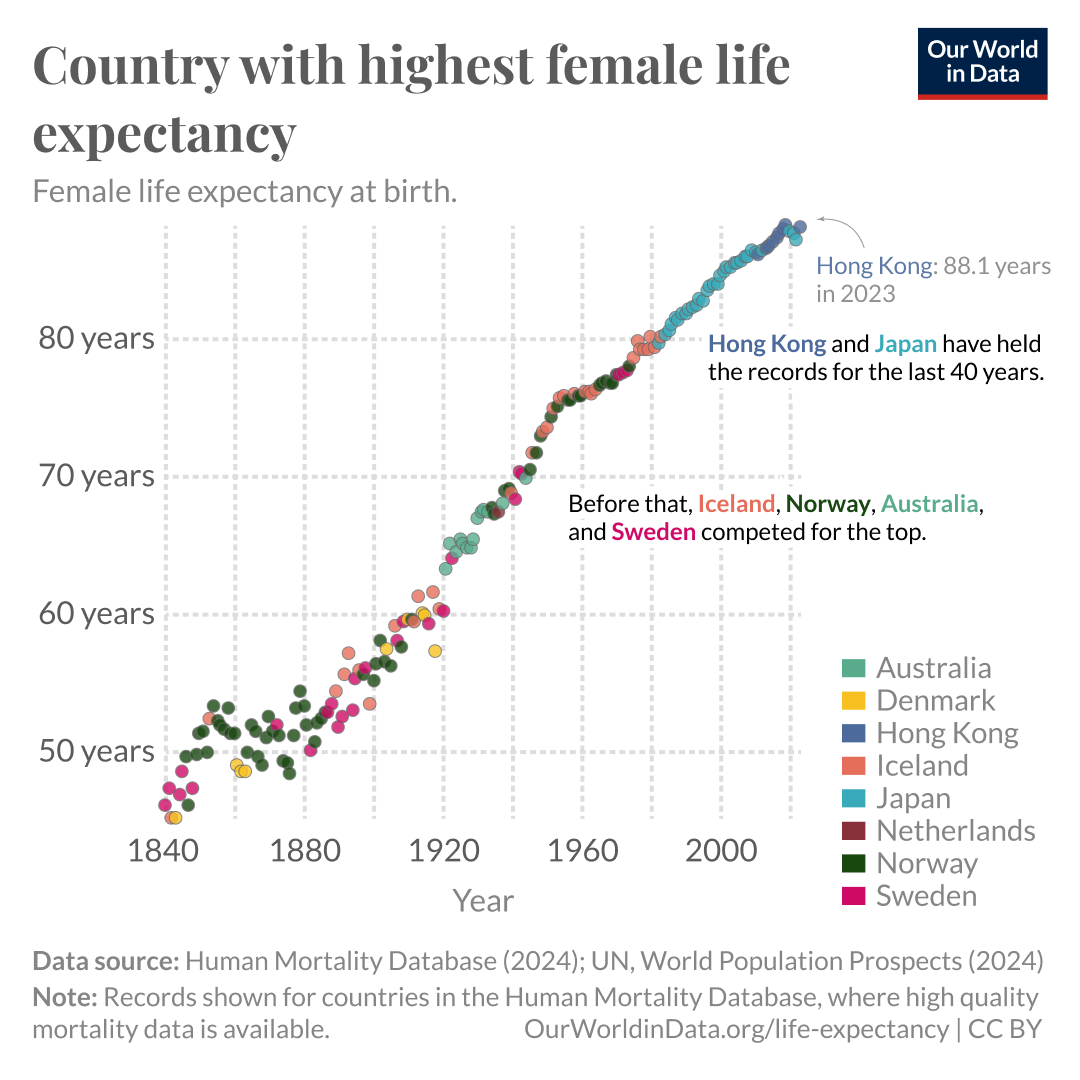 Country with highest female life
expectancy
Our World
in Data
Female life expectancy at birth.
Hong Kong: 88.1 years
in 2023
80 years
Hong Kong and Japan have held
the records for the last 40 years.
70 years
Before that, Iceland, Norway, Australia,
and Sweden competed for the top.
60 years
50 years
Australia
Denmark
Hong Kong
Iceland
Japan
Netherlands
Norway
Sweden
1840 1880 1920 1960 2000
Year
Data source: Human Mortality Database (2024); UN, World Population Prospects (2024)
Note: Records shown for countries in the Human Mortality Database, where high quality
mortality data is available.
OurWorldinData.org/life-expectancy | CC BY